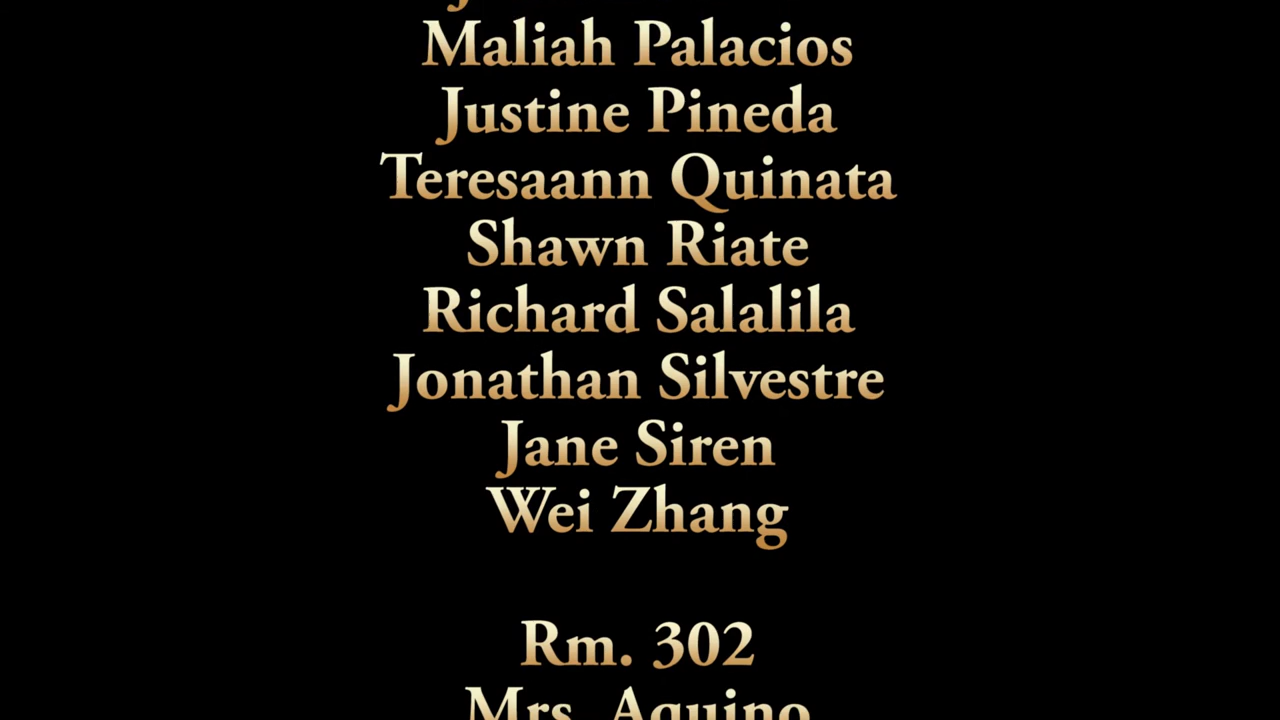 Maliah Palacios
Justine Pineda
Teresaann Quinata
Shawn Riate
Richard Salalila
Jonathan Silvestre
Jane Siren
Wei Zhang
Rm. 302
Mrs. Aquino